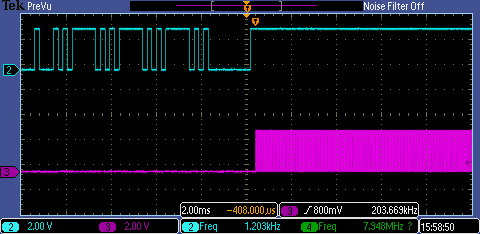 Tek PreVu Noise Filter Off
T
2
3
2.00ms -408.000µs 3 ∫ 800mV 203.669kHz
2 2.00 V 3 2.00 V 2 Freq 1.203kHz 4 Freq 7.948MHz ? 15:58:50